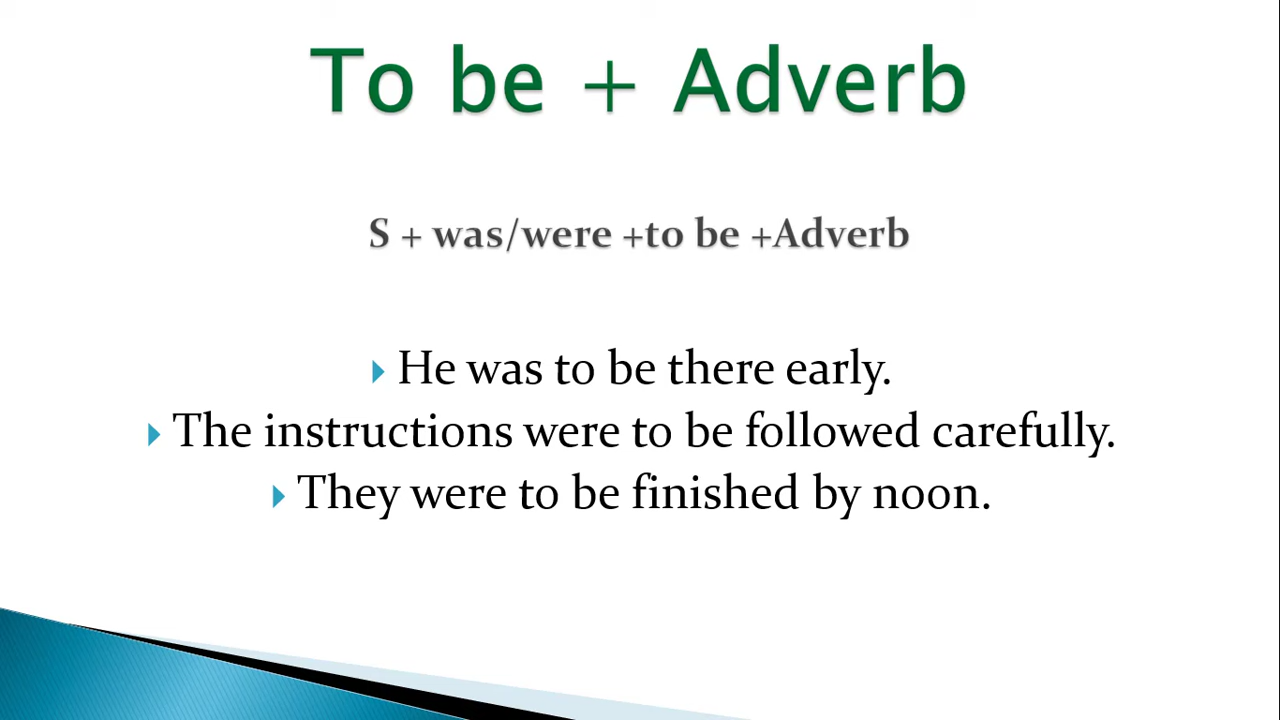 To be + Adverb
S + was/were +to be +Adverb
He was to be there early.
The instructions were to be followed carefully.
They were to be finished by noon.